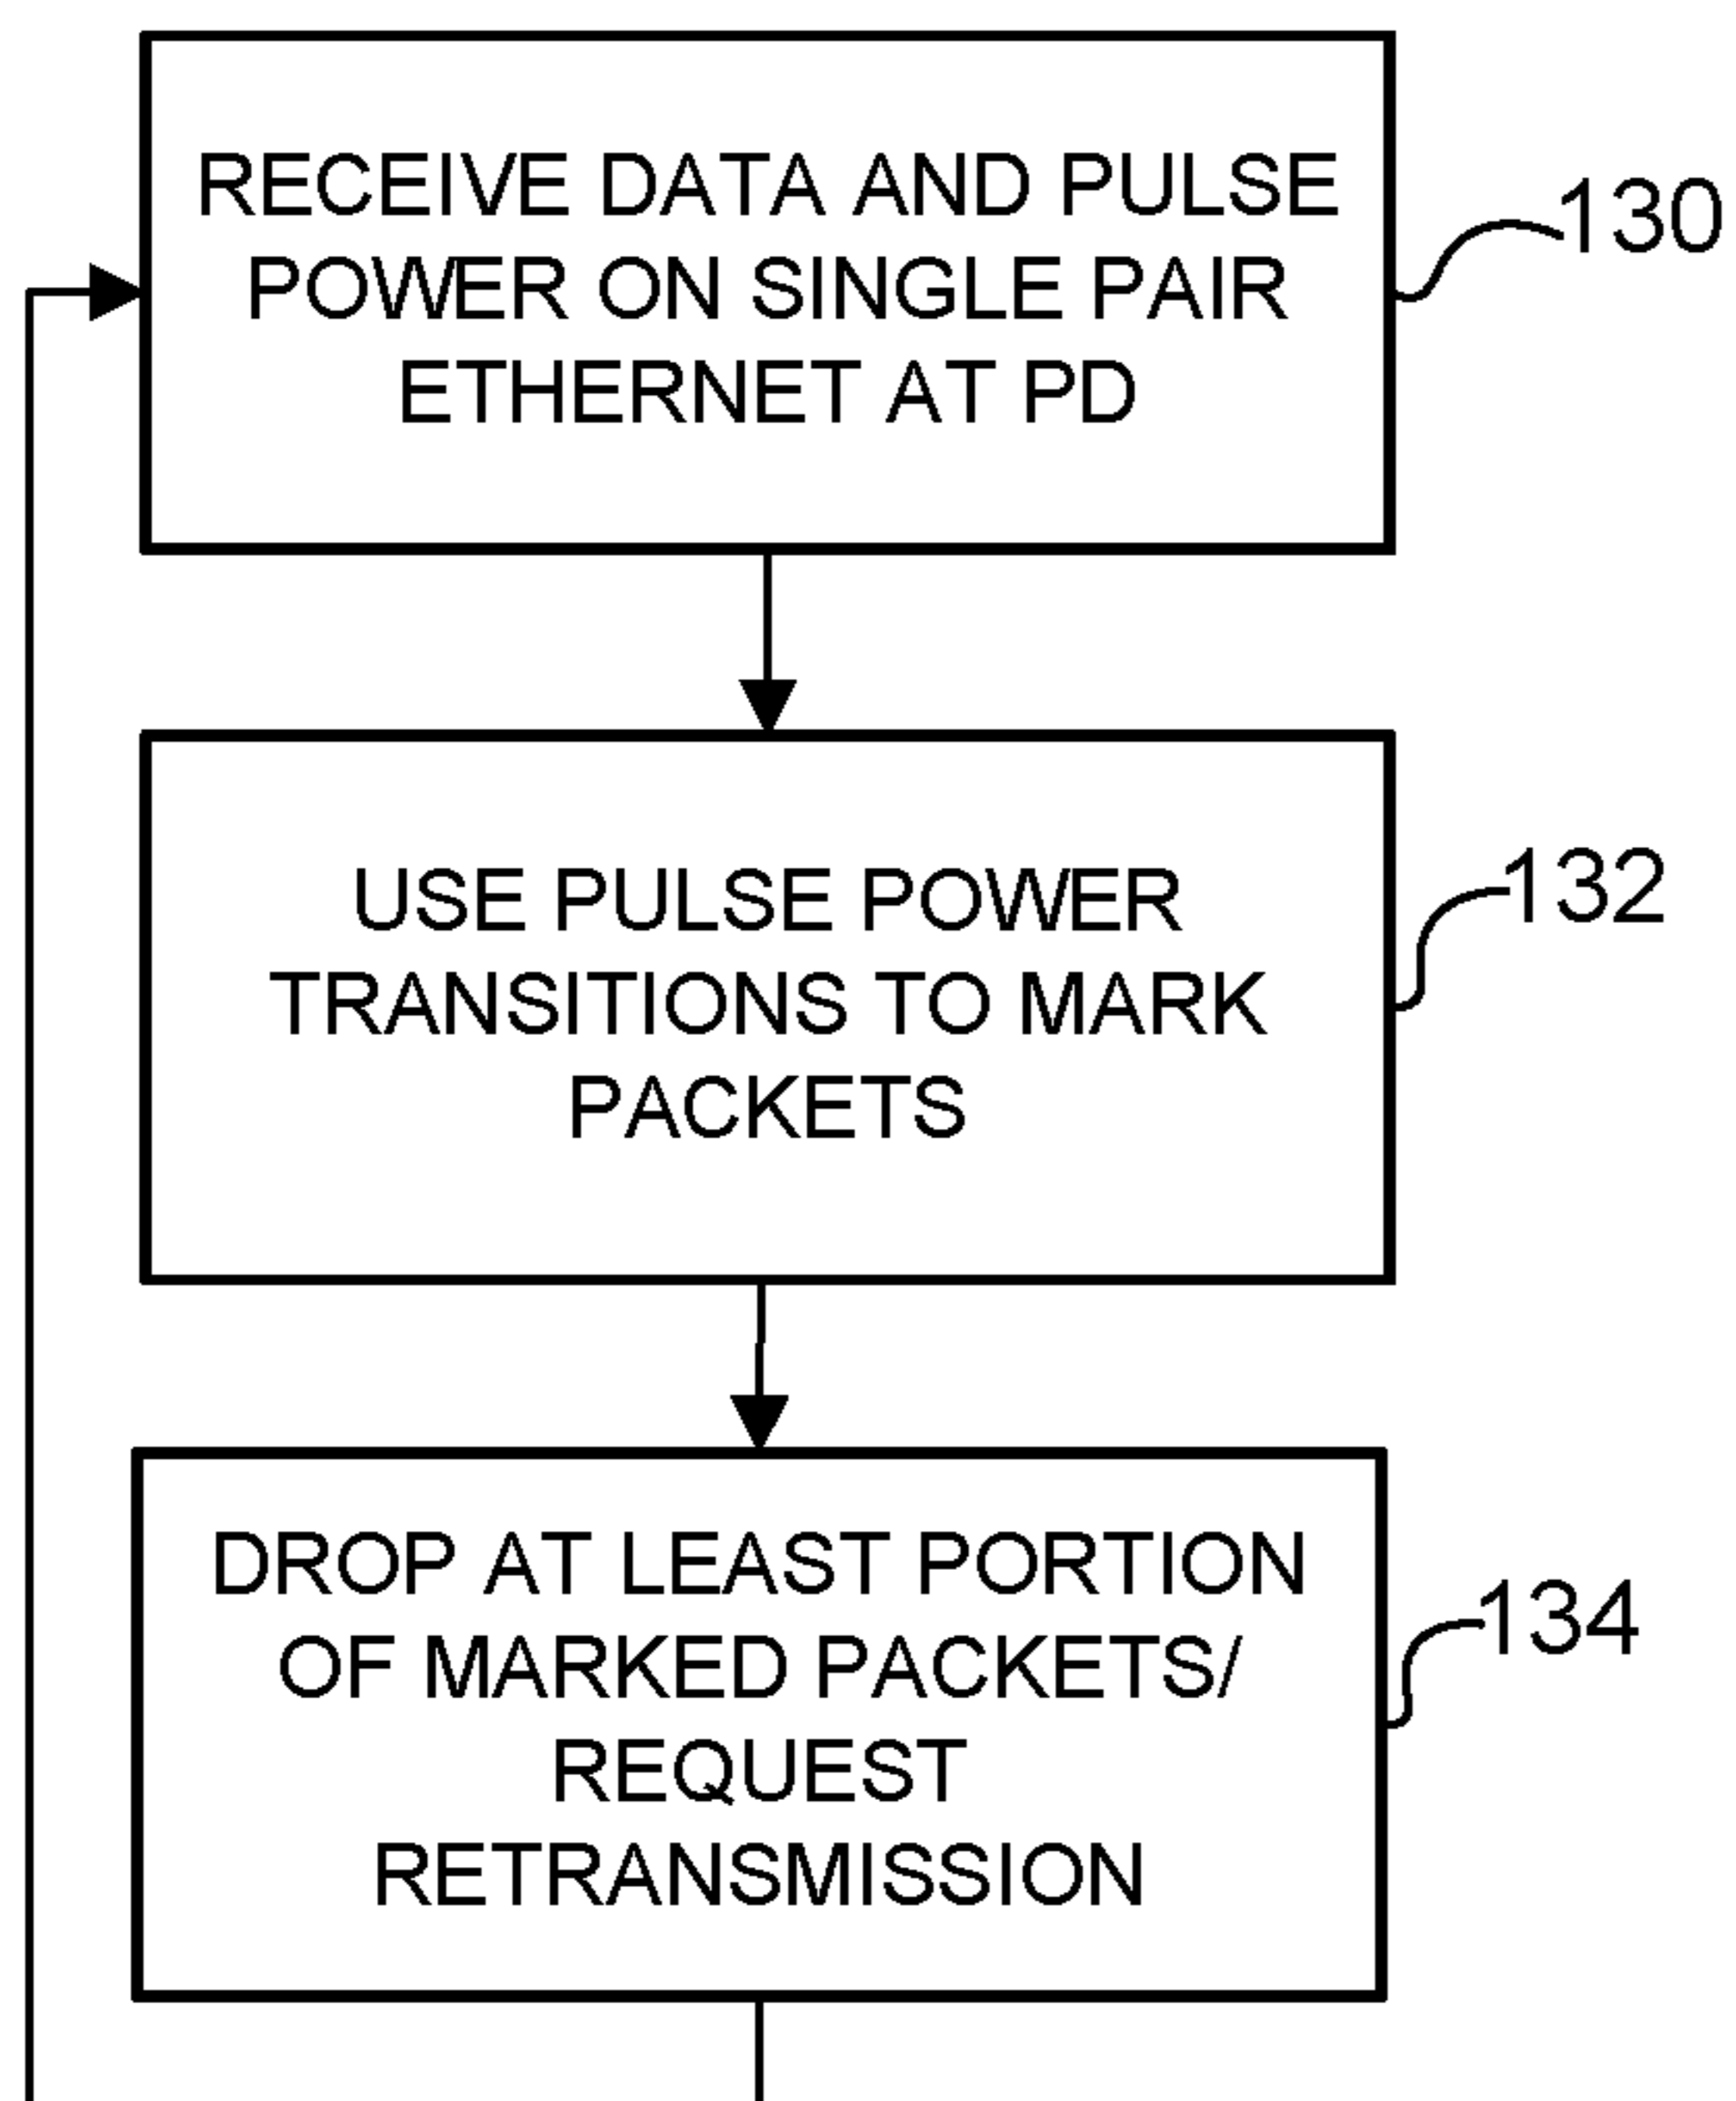 RECEIVE DATA AND PULSE
POWER ON SINGLE PAIR
ETHERNET AT PD
130
USE PULSE POWER
TRANSITIONS TO MARK
PACKETS
132
DROP AT LEAST PORTION
OF MARKED PACKETS/
REQUEST
RETRANSMISSION
134